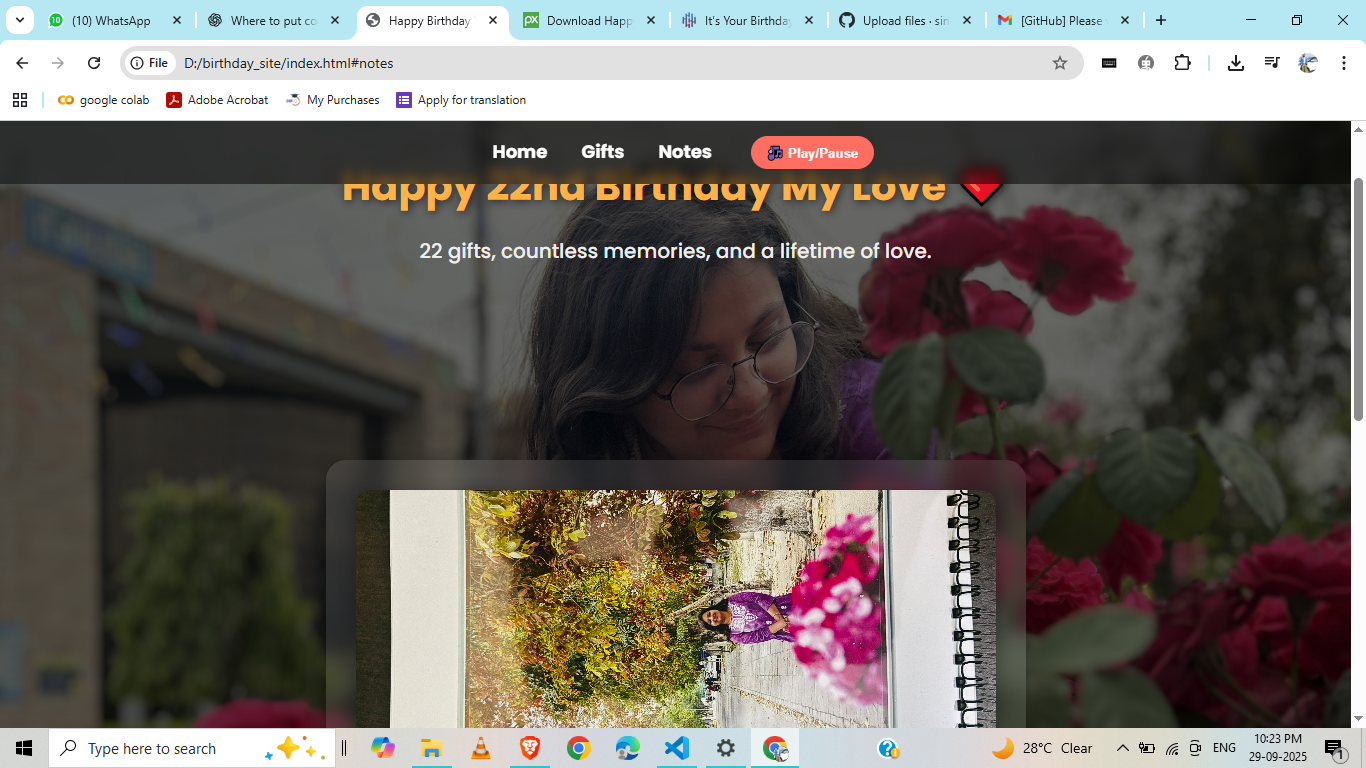 (10) WhatsApp
Where to put co
Happy Birthday
Download Happ
It's Your Birthday
Upload files · sin
[GitHub] Please
File D:/birthday_site/index.html#notes
google colab
Adobe Acrobat
My Purchases
Apply for translation
Home
Gifts
Notes
Play/Pause
Happy 22nd Birthday My Love
22 gifts, countless memories, and a lifetime of love.
Type here to search
28°C Clear
ENG
10:23 PM
29-09-2025
1